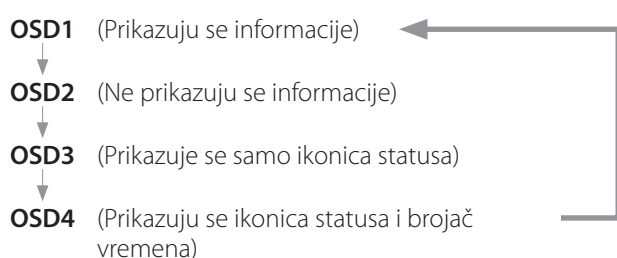 OSD1 (Prikazuju se informacije)
OSD2 (Ne prikazuju se informacije)
OSD3 (Prikazuje se samo ikonica statusa)
OSD4 (Prikazuju se ikonica statusa i brojač
vremena)